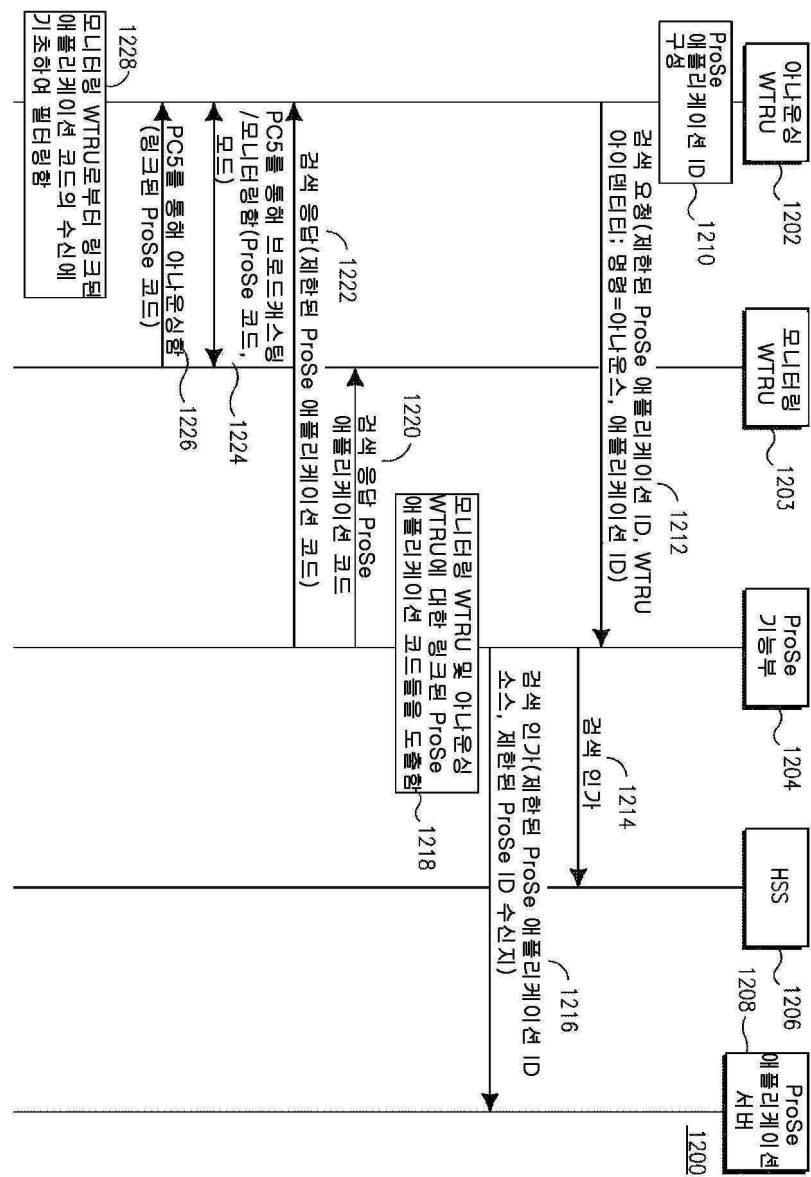 1200
아나운싱
WTRU
1202
모니터링
WTRU
1203
ProSe
기능부
1204
HSS
1206
ProSe
애플리케이션
서버
1208
ProSe
애플리케이션 ID
구성
1210
검색 요청(제한된 ProSe 애플리케이션 ID, WTRU
아이덴티티; 명령=아나운스, 애플리케이션 ID)
1212
검색 인가
1214
검색 인가(제한된 ProSe 애플리케이션 ID
소스, 제한된 ProSe ID 수신지)
1216
모니터링 WTRU 및 아나운싱
WTRU에 대한 링크된 ProSe
애플리케이션 코드들을 도출함
1218
검색 응답 ProSe
애플리케이션 코드
1220
검색 응답(제한된 ProSe 애플리케이션 코드)
1222
PC5를 통해 브로드캐스팅
/모니터링함(ProSe 코드,
모드)
1224
PC5를 통해 아나운싱함
(링크된 ProSe 코드)
1226
모니터링 WTRU로부터 링크된
애플리케이션 코드의 수신에
기초하여 필터링함
1228